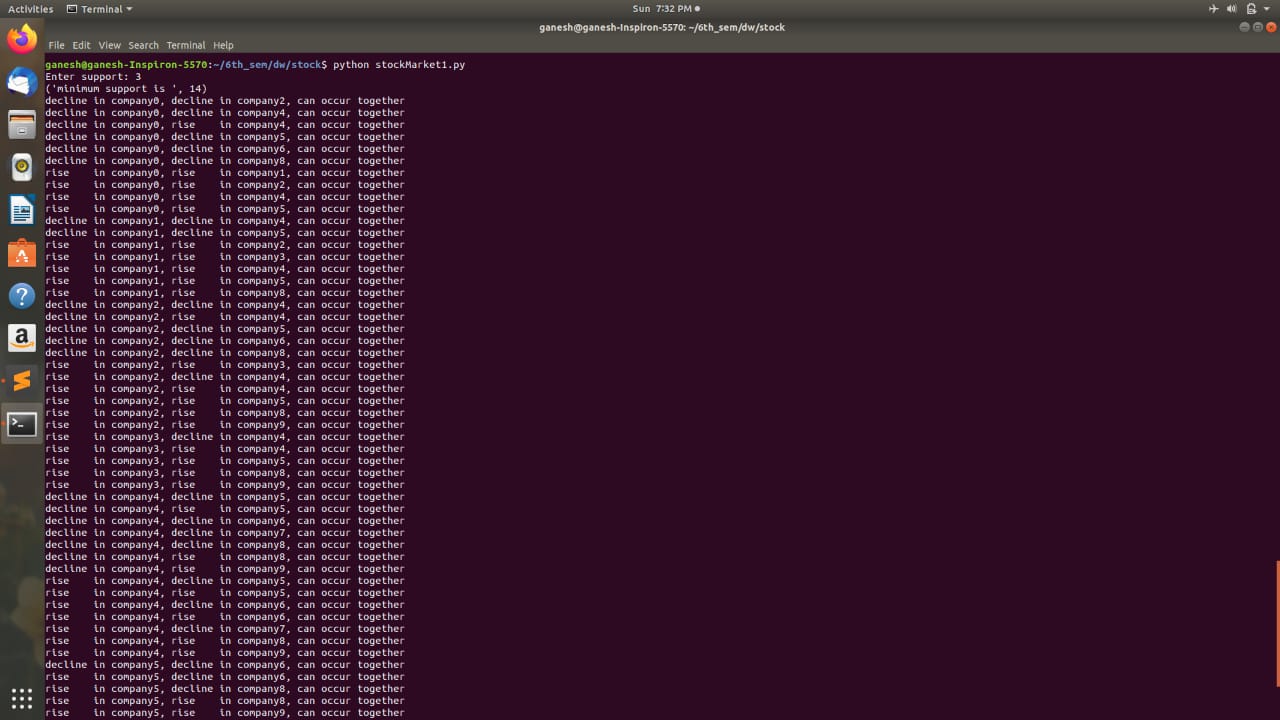 Activities Terminal Sun 7:32 PM
ganesh@ganesh-Inspiron-5570: ~/6th_sem/dw/stock
File Edit View Search Terminal Help
ganesh@ganesh-Inspiron-5570:~/6th_sem/dw/stock$ python stockMarket1.py
Enter support: 3
('minimum support is ', 14)
decline in company0, decline in company2, can occur together
decline in company0, decline in company4, can occur together
decline in company0, rise    in company4, can occur together
decline in company0, decline in company5, can occur together
decline in company0, decline in company6, can occur together
decline in company0, decline in company8, can occur together
rise    in company0, rise    in company1, can occur together
rise    in company0, rise    in company2, can occur together
rise    in company0, rise    in company4, can occur together
rise    in company0, rise    in company5, can occur together
decline in company1, decline in company4, can occur together
decline in company1, decline in company5, can occur together
rise    in company1, rise    in company2, can occur together
rise    in company1, rise    in company3, can occur together
rise    in company1, rise    in company4, can occur together
rise    in company1, rise    in company5, can occur together
rise    in company1, rise    in company8, can occur together
decline in company2, decline in company4, can occur together
decline in company2, rise    in company4, can occur together
decline in company2, decline in company5, can occur together
decline in company2, decline in company6, can occur together
decline in company2, decline in company8, can occur together
rise    in company2, rise    in company3, can occur together
rise    in company2, decline in company4, can occur together
rise    in company2, rise    in company4, can occur together
rise    in company2, rise    in company5, can occur together
rise    in company2, rise    in company8, can occur together
rise    in company2, rise    in company9, can occur together
rise    in company3, decline in company4, can occur together
rise    in company3, rise    in company4, can occur together
rise    in company3, rise    in company5, can occur together
rise    in company3, rise    in company8, can occur together
rise    in company3, rise    in company9, can occur together
decline in company4, decline in company5, can occur together
decline in company4, rise    in company5, can occur together
decline in company4, decline in company6, can occur together
decline in company4, decline in company7, can occur together
decline in company4, decline in company8, can occur together
decline in company4, rise    in company8, can occur together
decline in company4, rise    in company9, can occur together
rise    in company4, decline in company5, can occur together
rise    in company4, rise    in company5, can occur together
rise    in company4, decline in company6, can occur together
rise    in company4, rise    in company6, can occur together
rise    in company4, decline in company7, can occur together
rise    in company4, rise    in company8, can occur together
rise    in company4, rise    in company9, can occur together
decline in company5, decline in company6, can occur together
rise    in company5, decline in company6, can occur together
rise    in company5, decline in company8, can occur together
rise    in company5, rise    in company8, can occur together
rise    in company5, rise    in company9, can occur together